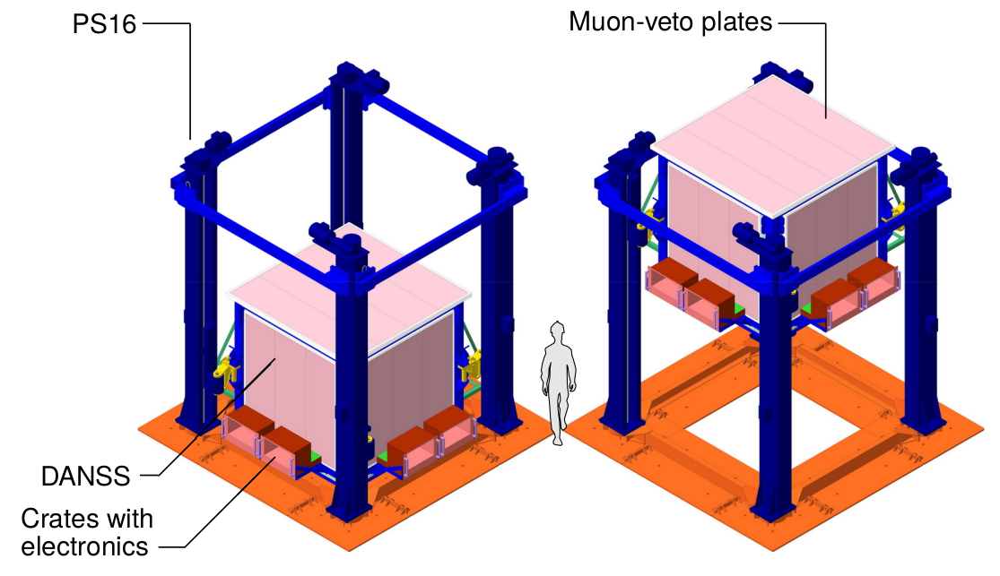 PS16
Muon-veto plates
DANSS
Crates with
electronics